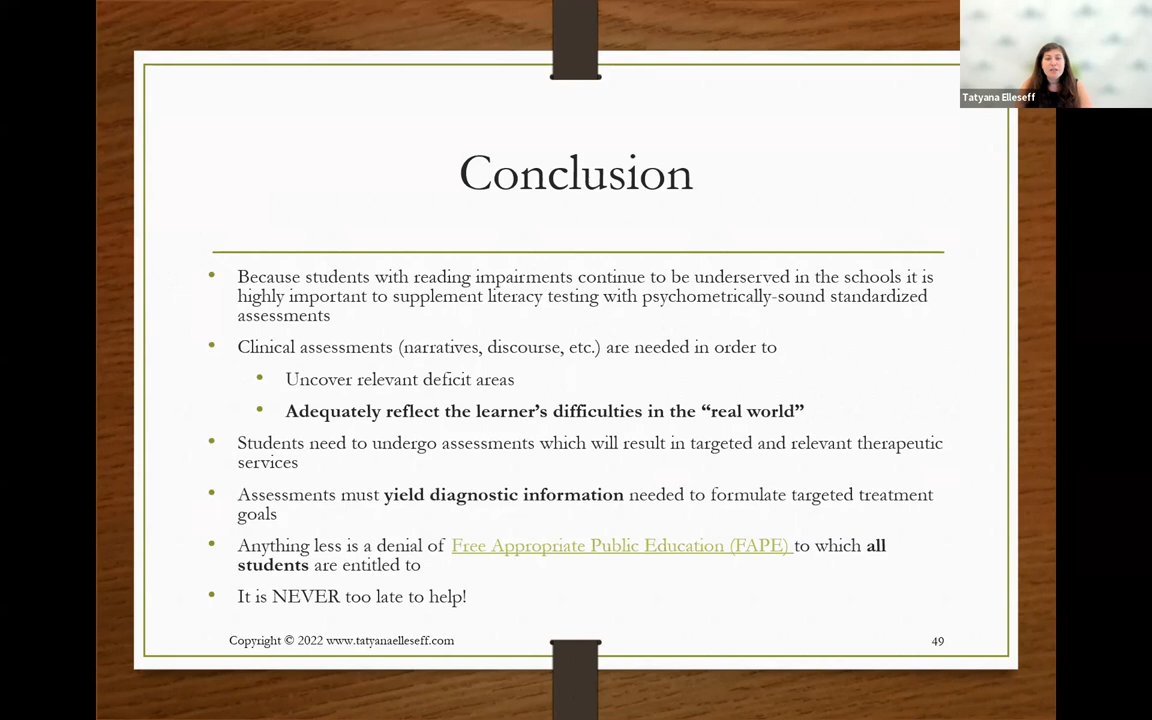 Tatyana Elleseff
Conclusion
• Because students with reading impairments continue to be underserved in the schools it is
highly important to supplement literacy testing with psychometrically-sound standardized
assessments
• Clinical assessments (narratives, discourse, etc.) are needed in order to
• Uncover relevant deficit areas
• Adequately reflect the learner’s difficulties in the “real world”
• Students need to undergo assessments which will result in targeted and relevant therapeutic
services
• Assessments must yield diagnostic information needed to formulate targeted treatment
goals
• Anything less is a denial of Free Appropriate Public Education (FAPE) to which all
students are entitled to
• It is NEVER too late to help!
Copyright © 2022 www.tatyanaelleseff.com 49